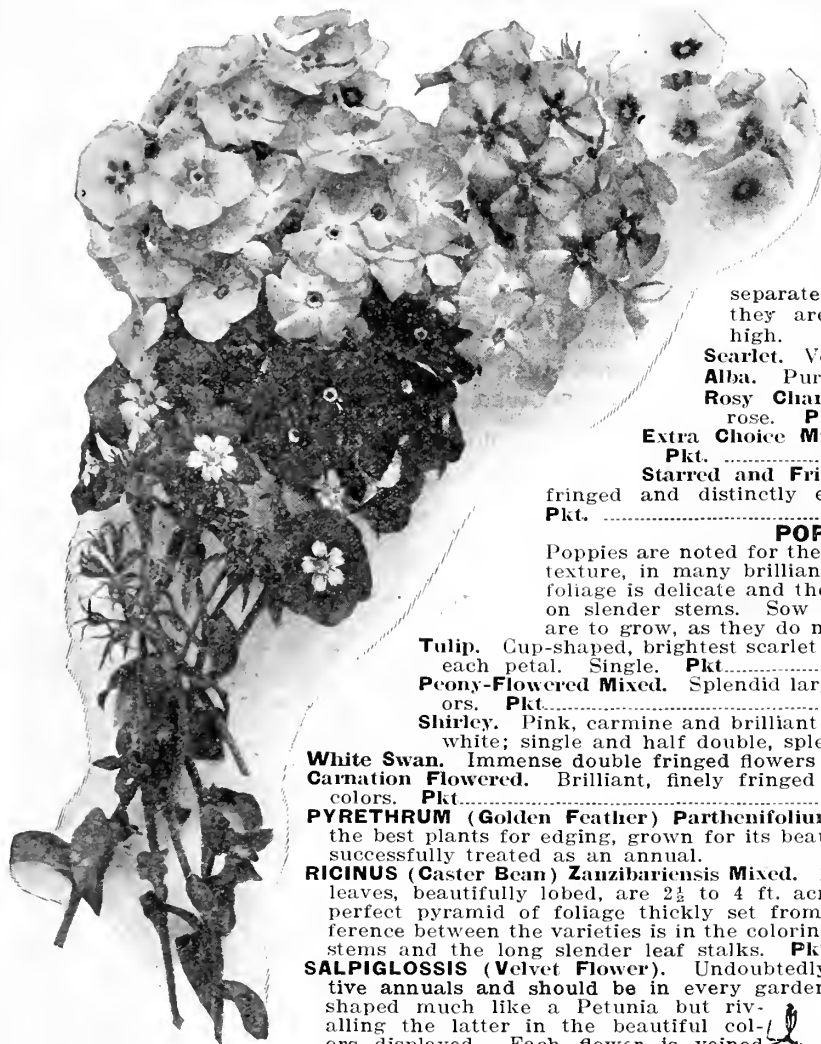 separate
they are
high.
Scarlet. V
Alba. Pur
Rosy Cha
rose. P
Extra Choice M
Pkt.
Starred and Fri
fringed and distinctly e
Pkt.
POP
Poppies are noted for the
texture, in many brillian
foliage is delicate and the
on slender stems. Sow
are to grow, as they do n
Tulip. Cup-shaped, brightest scarlet
each petal. Single. Pkt.
Peony-Flowered Mixed. Splendid lar
ors. Pkt.
Shirley. Pink, carmine and brilliant
white; single and half double, sple
White Swan. Immense double fringed flowers
Carnation Flowered. Brilliant, finely fringed
colors. Pkt.
PYRETHRUM (Golden Feather) Parthenifoliu
the best plants for edging, grown for its beau
successfully treated as an annual.
RICINUS (Caster Bean) Zanzibariensis Mixed.
leaves, beautifully lobed, are 2½ to 4 ft. acr
perfect pyramid of foliage thickly set from
ference between the varieties is in the colorin
stems and the long slender leaf stalks. Pk
SALPIGLOSSIS (Velvet Flower). Undoubtedly
tive annuals and should be in every garden
shaped much like a Petunia but riv-
alling the latter in the beautiful col-
ors displayed. Each flower is veined